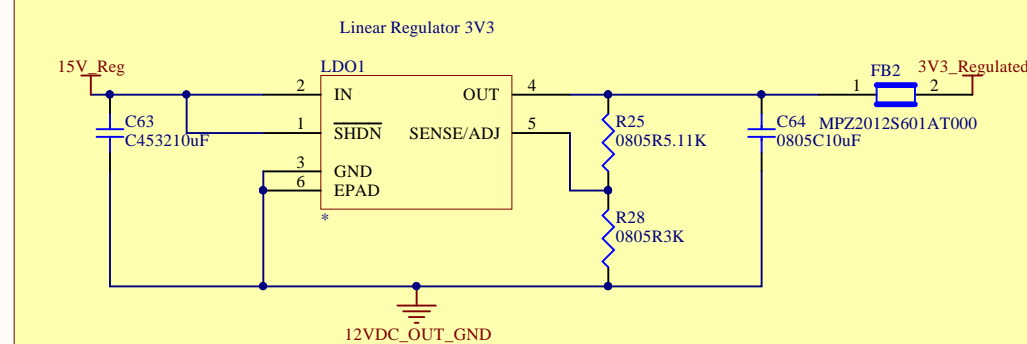 Linear Regulator 3V3
15V_Reg
LDO1
FB2
3V3_Regulated
2
IN
OUT
4
1
2
C63
C453210uF
1
SHDN
SENSE/ADJ
5
R25
0805R5.11K
C64
0805C10uF
MPZ2012S601AT000
3
GND
6
EPAD
*
R28
0805R3K
12VDC_OUT_GND